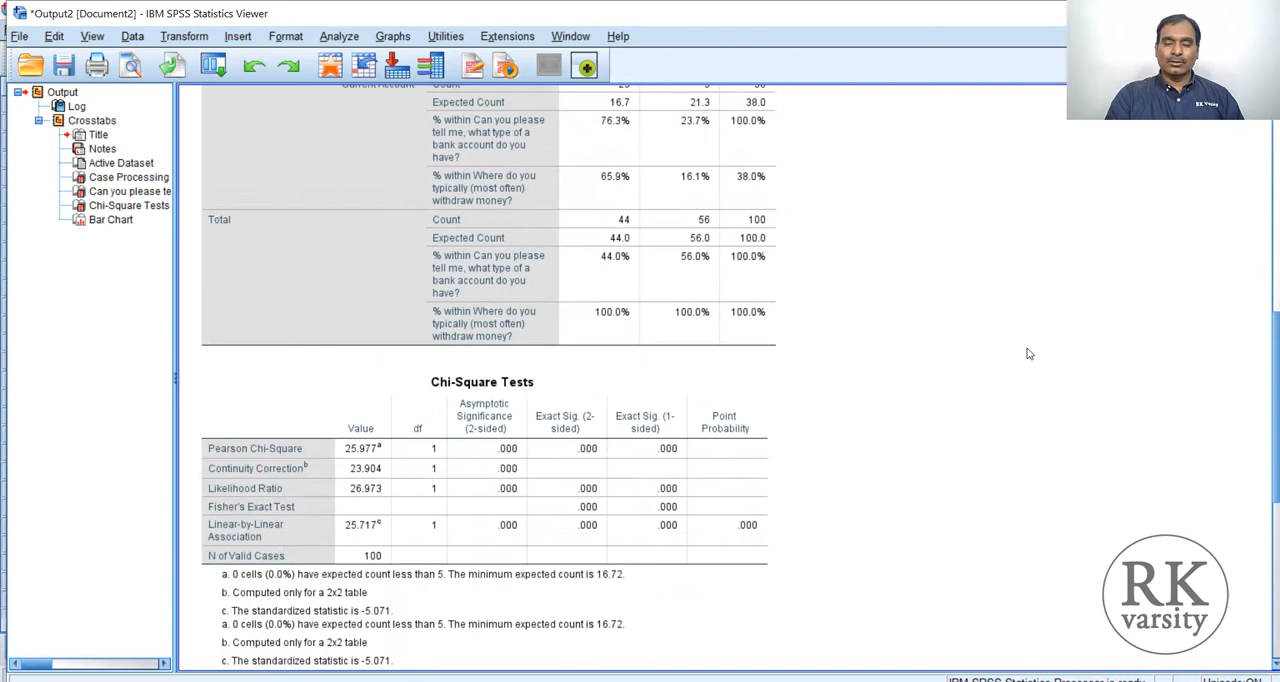 *Output2 [Document2] - IBM SPSS Statistics Viewer
File Edit View Data Transform Insert Format Analyze Graphs Utilities Extensions Window Help
Output
Log
Crosstabs
Title
Notes
Active Dataset
Case Processing
Can you please te
Chi-Square Tests
Bar Chart
Expected Count 16.7 21.3 38.0
% within Can you please 76.3% 23.7% 100.0%
tell me, what type of a
bank account do you
have?
% within Where do you 65.9% 16.1% 38.0%
typically (most often)
withdraw money?
Total Count 44 56 100
Expected Count 44.0 56.0 100.0
% within Can you please 44.0% 56.0% 100.0%
tell me, what type of a
bank account do you
have?
% within Where do you 100.0% 100.0% 100.0%
typically (most often)
withdraw money?
Chi-Square Tests
Value df Asymptotic Significance (2-sided) Exact Sig. (2-sided) Exact Sig. (1-sided) Point Probability
Pearson Chi-Square 25.977a 1 .000 .000 .000
Continuity Correctionb 23.904 1 .000
Likelihood Ratio 26.973 1 .000 .000 .000
Fisher's Exact Test .000 .000
Linear-by-Linear 25.717c 1 .000 .000 .000 .000
Association
N of Valid Cases 100
a. 0 cells (0.0%) have expected count less than 5. The minimum expected count is 16.72.
b. Computed only for a 2x2 table
c. The standardized statistic is -5.071.
a. 0 cells (0.0%) have expected count less than 5. The minimum expected count is 16.72.
b. Computed only for a 2x2 table
c. The standardized statistic is -5.071.
RK
varsity